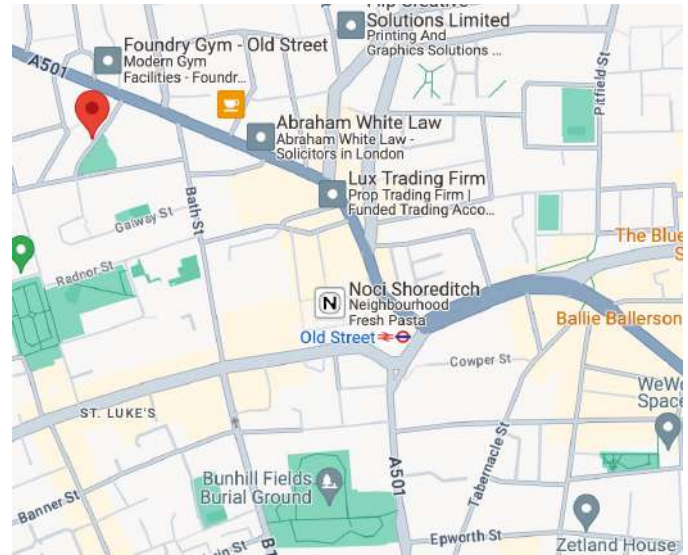 Solutions Limited
Printing And
Graphics Solutions ...
Foundry Gym - Old Street
Modern Gym
Facilities - Foundr...
A501
Pitfield St
Abraham White Law
Abraham White Law -
Solicitors in London
Lux Trading Firm
Prop Trading Firm |
Funded Trading Acco...
Bath St
Galway St
Radnor St
The Blue
S
Noci Shoreditch
Neighbourhood
Fresh Pasta
N
Ballie Ballerson
Old Street
Cowper St
WeWo
Space
ST. LUKE'S
Tabernacle St
A501
Bunhill Fields
Burial Ground
Banner St
B1
Epworth St
Zetland House